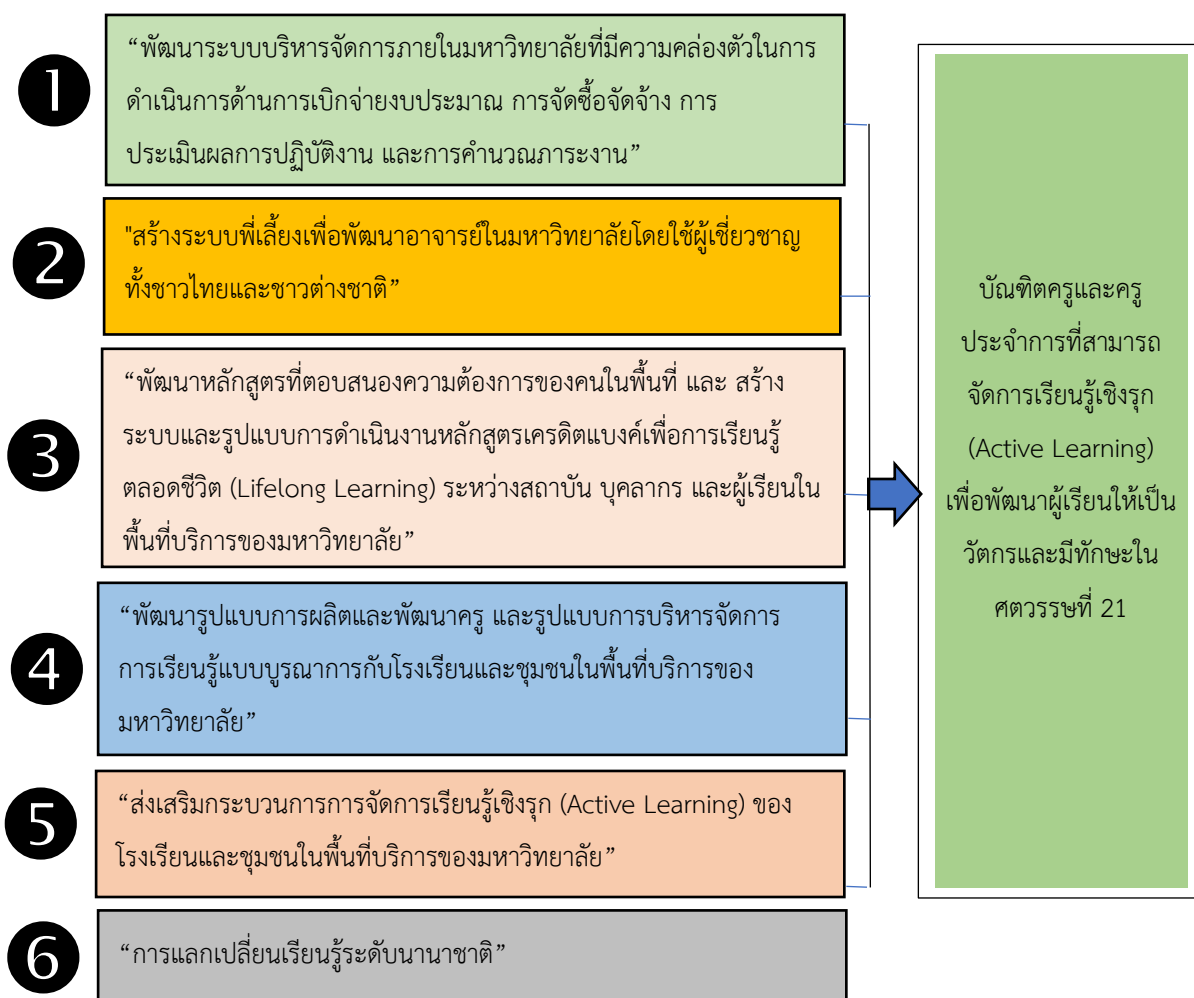 1
“พัฒนาระบบบริหารจัดการภายในมหาวิทยาลัยที่มีความคล่องตัวในการ
ดำเนินการด้านการเบิกจ่ายงบประมาณ การจัดซื้อจัดจ้าง การ
ประเมินผลการปฏิบัติงาน และการคำนวณภาระงาน”
2
"สร้างระบบพี่เลี้ยงเพื่อพัฒนาอาจารย์ในมหาวิทยาลัยโดยใช้ผู้เชี่ยวชาญ
ทั้งชาวไทยและชาวต่างชาติ”
3
“พัฒนาหลักสูตรที่ตอบสนองความต้องการของคนในพื้นที่ และ สร้าง
ระบบและรูปแบบการดำเนินงานหลักสูตรเครดิตแบงค์เพื่อการเรียนรู้
ตลอดชีวิต (Lifelong Learning) ระหว่างสถาบัน บุคลากร และผู้เรียนใน
พื้นที่บริการของมหาวิทยาลัย”
4
“พัฒนารูปแบบการผลิตและพัฒนาครู และรูปแบบการบริหารจัดการ
การเรียนรู้แบบบูรณาการกับโรงเรียนและชุมชนในพื้นที่บริการของ
มหาวิทยาลัย”
5
“ส่งเสริมกระบวนการการจัดการเรียนรู้เชิงรุก (Active Learning) ของ
โรงเรียนและชุมชนในพื้นที่บริการของมหาวิทยาลัย”
6
“การแลกเปลี่ยนเรียนรู้ระดับนานาชาติ”
บัณฑิตครูและครู
ประจำการที่สามารถ
จัดการเรียนรู้เชิงรุก
(Active Learning)
เพื่อพัฒนาผู้เรียนให้เป็น
วัตกรและมีทักษะใน
ศตวรรษที่ 21